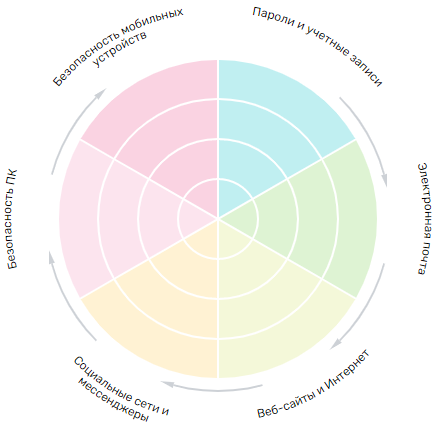 Пароли и учетные записи
Электронная почта
Веб-сайты и Интернет
Социальные сети и
мессенджеры
Безопасность ПК
Безопасность мобильных
устройств